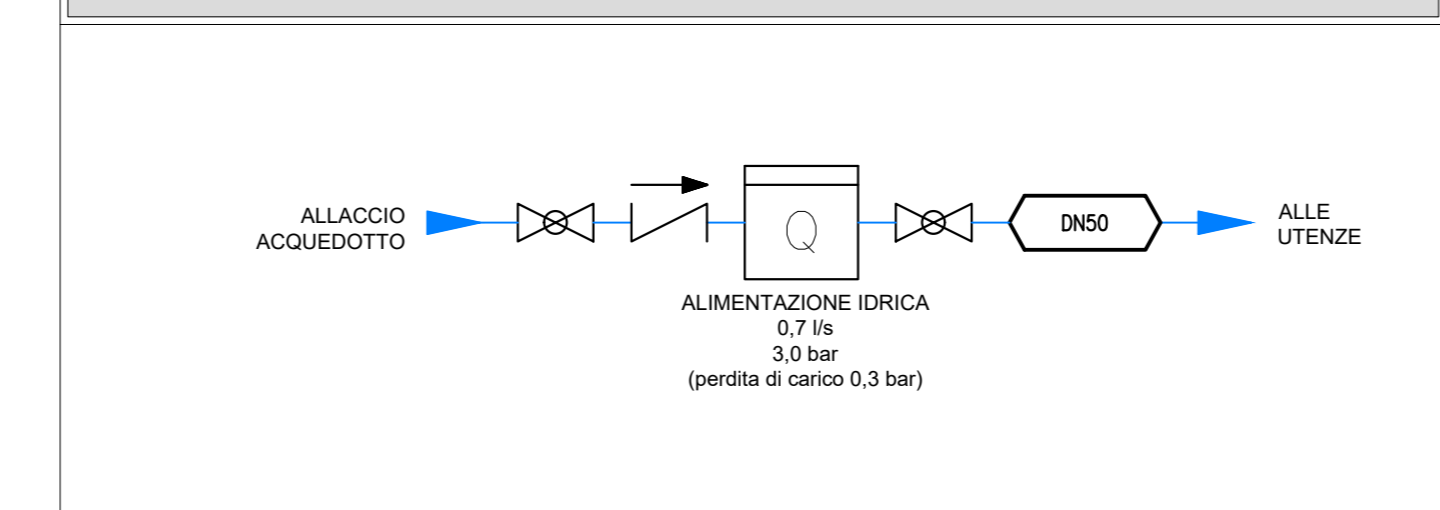 ALLACCIO
ACQUEDOTTO
Q
DN50
ALLE
UTENZE
ALIMENTAZIONE IDRICA
0,7 l/s
3,0 bar
(perdita di carico 0,3 bar)